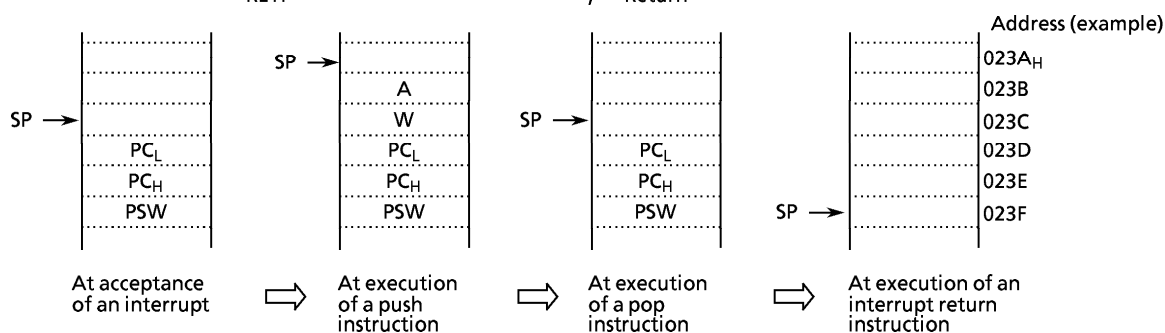 Return
Address (example)
SP
A
W
PCL
PCH
PSW
At acceptance
of an interrupt
SP
PCL
PCH
PSW
At execution
of a push
instruction
SP
PCL
PCH
PSW
At execution
of a pop
instruction
SP
023AH
023B
023C
023D
023E
023F
At execution of an
interrupt return
instruction